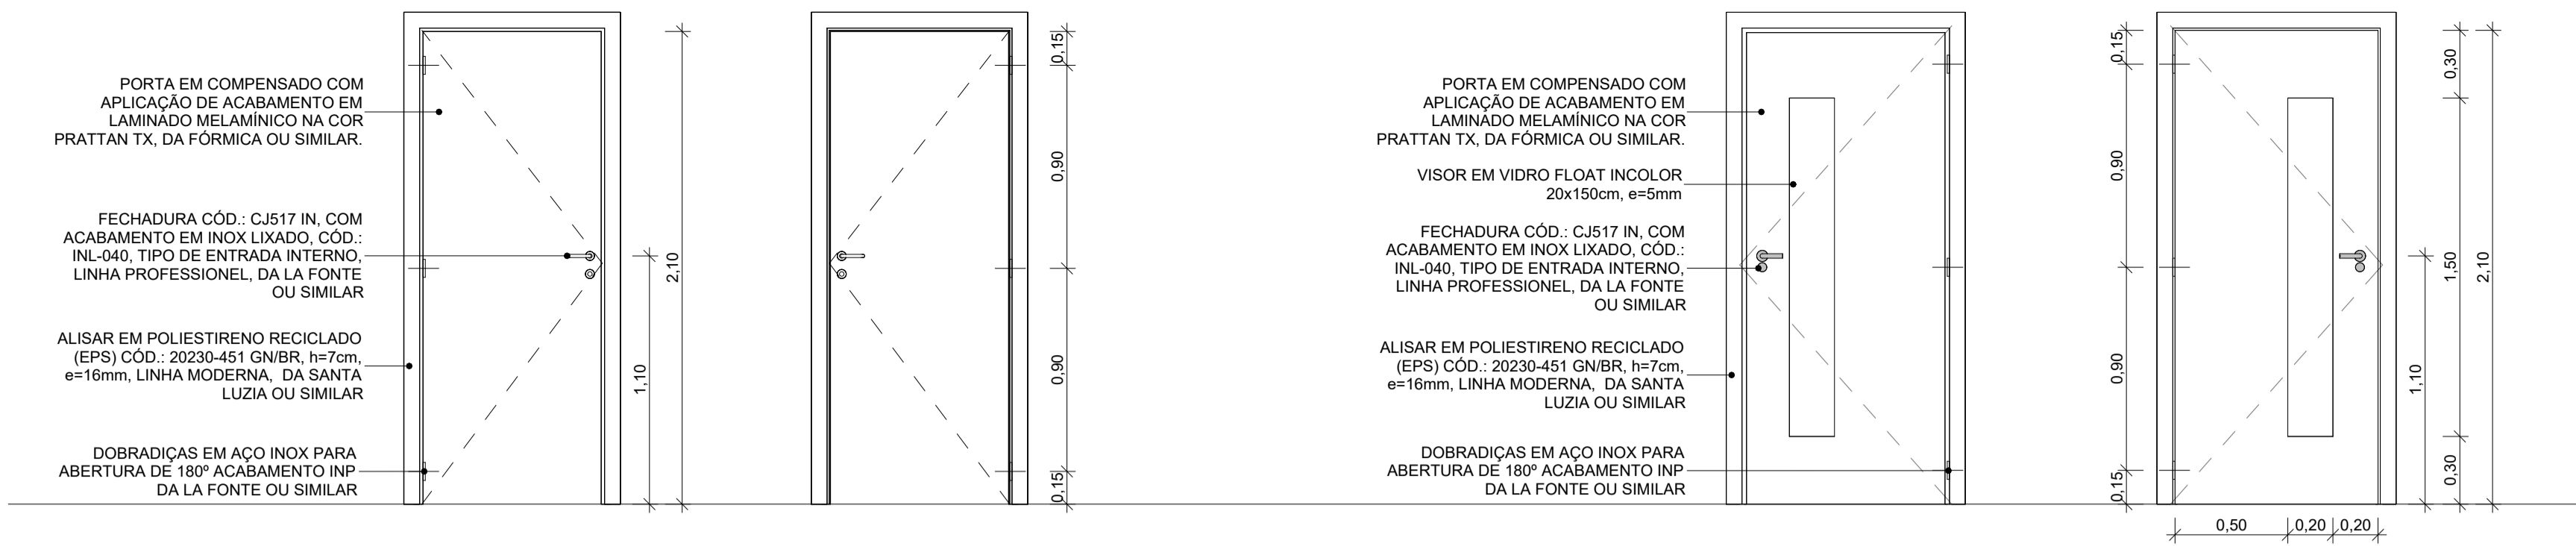 PORTA EM COMPENSADO COM
APLICAÇÃO DE ACABAMENTO EM
LAMINADO MELAMÍNICO NA COR
PRATTAN TX, DA FÓRMICA OU SIMILAR.
FECHADURA CÓD.: CJ517 IN, COM
ACABAMENTO EM INOX LIXADO, CÓD.:
INL-040, TIPO DE ENTRADA INTERNO,
LINHA PROFESSIONEL, DA LA FONTE
OU SIMILAR
ALISAR EM POLIESTIRENO RECICLADO
(EPS) CÓD.: 20230-451 GN/BR, h=7cm,
e=16mm, LINHA MODERNA, DA SANTA
LUZIA OU SIMILAR
DOBRADIÇAS EM AÇO INOX PARA
ABERTURA DE 180º ACABAMENTO INP
DA LA FONTE OU SIMILAR
1,10
2,10
0,15
0,90
0,90
0,15
PORTA EM COMPENSADO COM
APLICAÇÃO DE ACABAMENTO EM
LAMINADO MELAMÍNICO NA COR
PRATTAN TX, DA FÓRMICA OU SIMILAR.
VISOR EM VIDRO FLOAT INCOLOR
20x150cm, e=5mm
FECHADURA CÓD.: CJ517 IN, COM
ACABAMENTO EM INOX LIXADO, CÓD.:
INL-040, TIPO DE ENTRADA INTERNO,
LINHA PROFESSIONEL, DA LA FONTE
OU SIMILAR
ALISAR EM POLIESTIRENO RECICLADO
(EPS) CÓD.: 20230-451 GN/BR, h=7cm,
e=16mm, LINHA MODERNA, DA SANTA
LUZIA OU SIMILAR
DOBRADIÇAS EM AÇO INOX PARA
ABERTURA DE 180º ACABAMENTO INP
DA LA FONTE OU SIMILAR
0,15
0,90
0,90
0,15
1,10
0,30
1,50
0,30
2,10
0,50
0,20
0,20